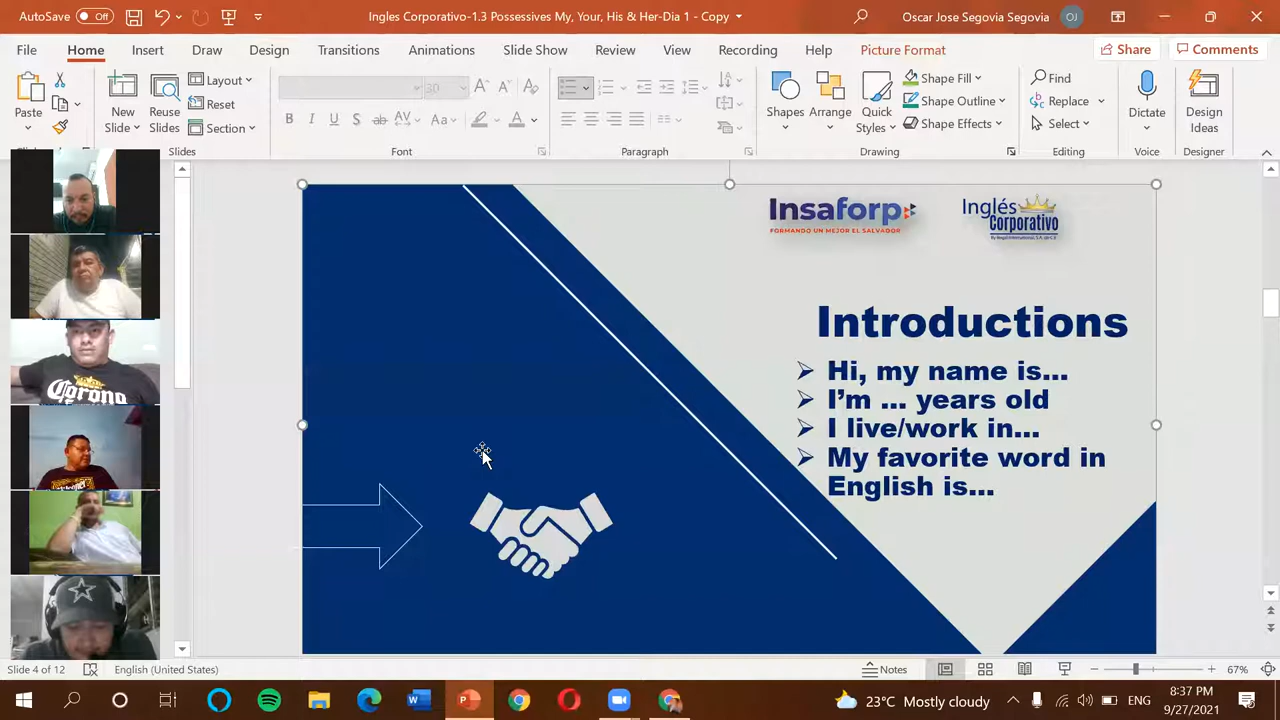 AutoSave Off
Ingles Corporativo-1.3 Possessives My, Your, His & Her-Dia 1 - Copy
Oscar Jose Segovia Segovia OJ
File Home Insert Draw Design Transitions Animations Slide Show Review View Recording Help Picture Format Share Comments
Paste
New Slide
Reuse Slides
Layout
Reset
Section
Slides
Font
Paragraph
Shapes
Arrange
Quick Styles
Shape Fill
Shape Outline
Shape Effects
Drawing
Find
Replace
Select
Editing
Dictate
Voice
Design Ideas
Designer
Insaforp
FORMANDO UN MEJOR EL SALVADOR
Inglés
Corporativo
Introductions
Hi, my name is...
I'm ... years old
I live/work in...
My favorite word in
English is...
Corona
Slide 4 of 12 English (United States) Notes 67%
23°C Mostly cloudy ENG 8:37 PM
9/27/2021